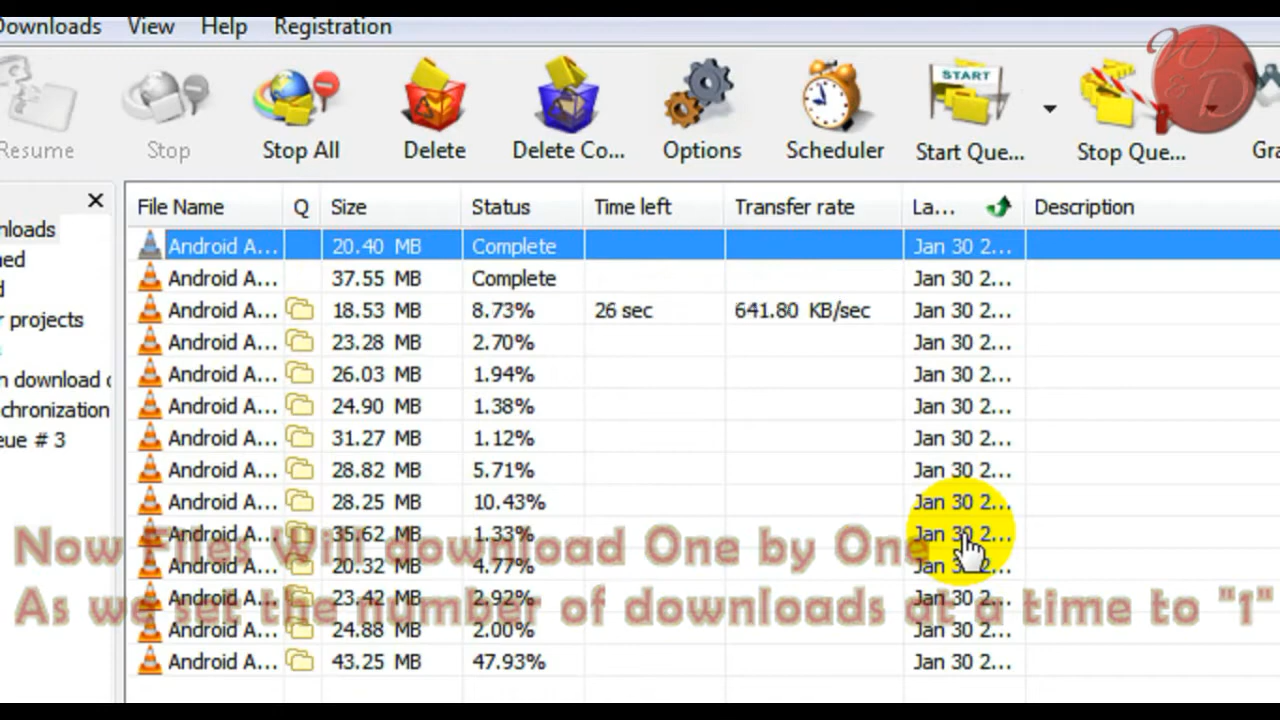 Downloads View Help Registration
W
& D
START
Resume Stop Stop All Delete Delete Co... Options Scheduler Start Que... Stop Que... Gra
File Name Q Size Status Time left Transfer rate La... Description
nloads
ned
d
r projects
n download c
chronization
eue # 3
Android A... 20.40 MB Complete Jan 30 2...
Android A... 37.55 MB Complete Jan 30 2...
Android A... 18.53 MB 8.73% 26 sec 641.80 KB/sec Jan 30 2...
Android A... 23.28 MB 2.70% Jan 30 2...
Android A... 26.03 MB 1.94% Jan 30 2...
Android A... 24.90 MB 1.38% Jan 30 2...
Android A... 31.27 MB 1.12% Jan 30 2...
Android A... 28.82 MB 5.71% Jan 30 2...
Android A... 28.25 MB 10.43% Jan 30 2...
Android A... 35.62 MB 1.33% Jan 30 2...
Android A... 20.32 MB 4.77% Jan 30 2...
Android A... 23.42 MB 2.92% Jan 30 2...
Android A... 24.88 MB 2.00% Jan 30 2...
Android A... 43.25 MB 47.93% Jan 30 2...
Now Files Will download One by One
As we set the number of downloads at a time to "1"